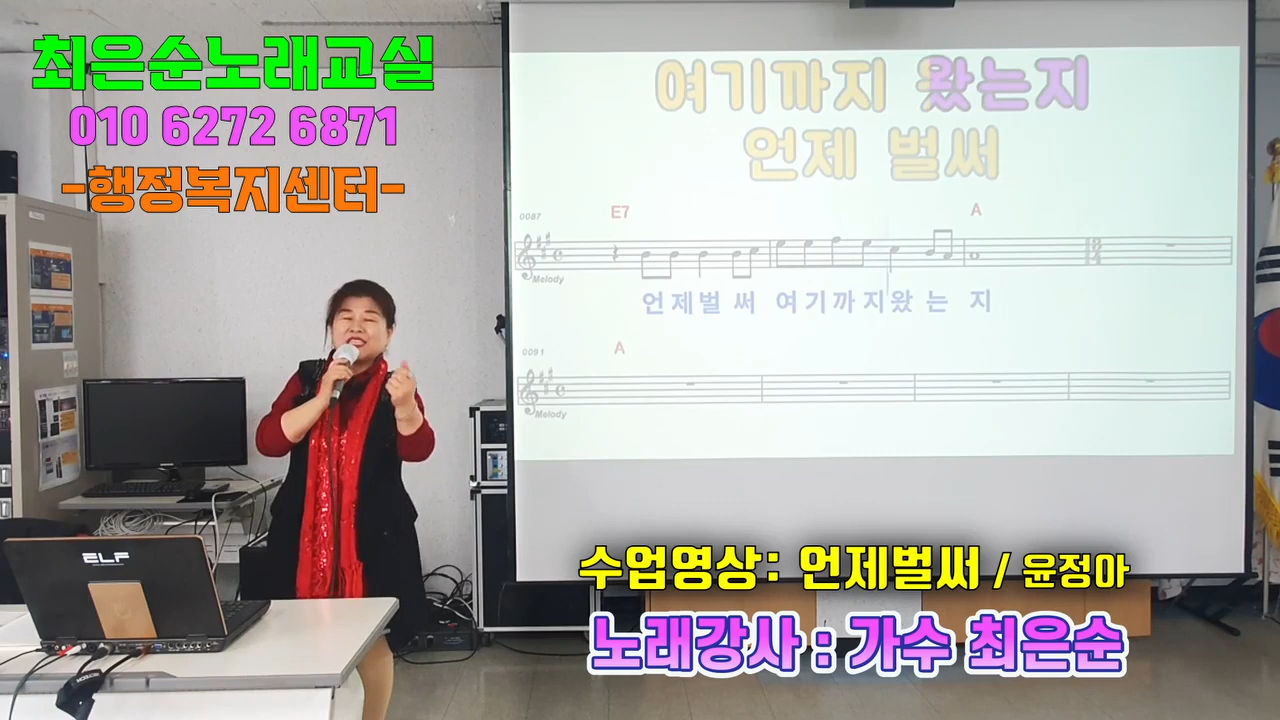 최은순노래교실
010 6272 6871
-행정복지센터-
여기까지 왔는지
언제 벌써
0087
E7
A
Melody
언제벌써 여기까지왔는 지
0091
A
Melody
ELF
수업영상: 언제벌써 / 윤정아
노래강사 : 가수 최은순